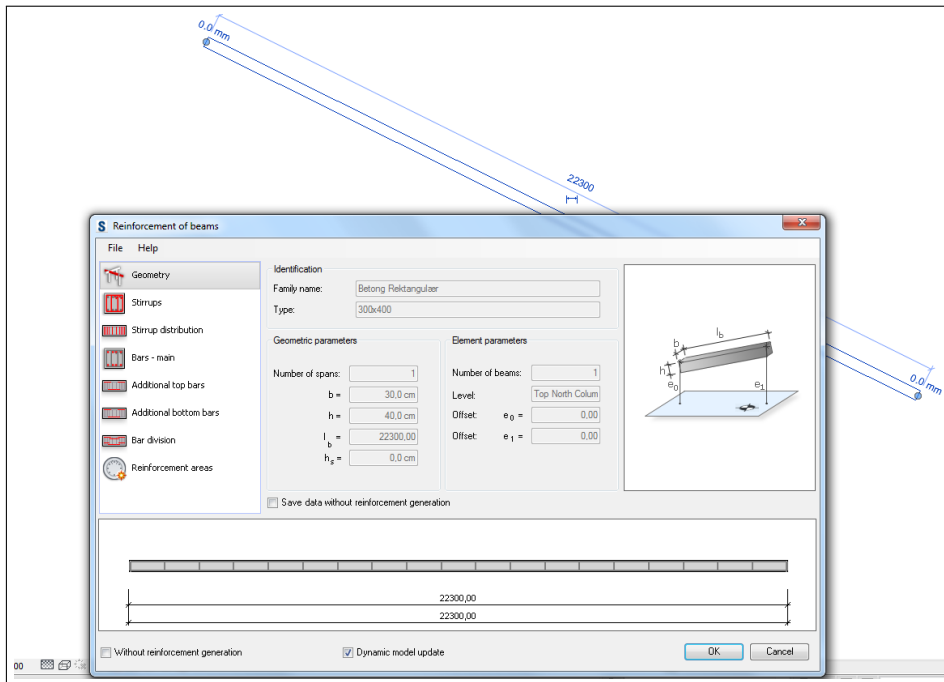 0.0 mm
22300
Reinforcement of beams
File Help
Geometry
Stirrups
Stirrup distribution
Bars - main
Additional top bars
Additional bottom bars
Bar division
Reinforcement areas
Identification
Family name: Betong Rektangulær
Type: 300x400
Geometric parameters
Number of spans: 1
b = 30,0 cm
h = 40,0 cm
l b = 22300,00
h s = 0,0 cm
Element parameters
Number of beams: 1
Level: Top North Colum
Offset: e 0 = 0,00
Offset: e 1 = 0,00
l b
b
h
e 0
e 1
0.0 mm
Save data without reinforcement generation
22300,00
22300,00
Without reinforcement generation
Dynamic model update
OK Cancel
00